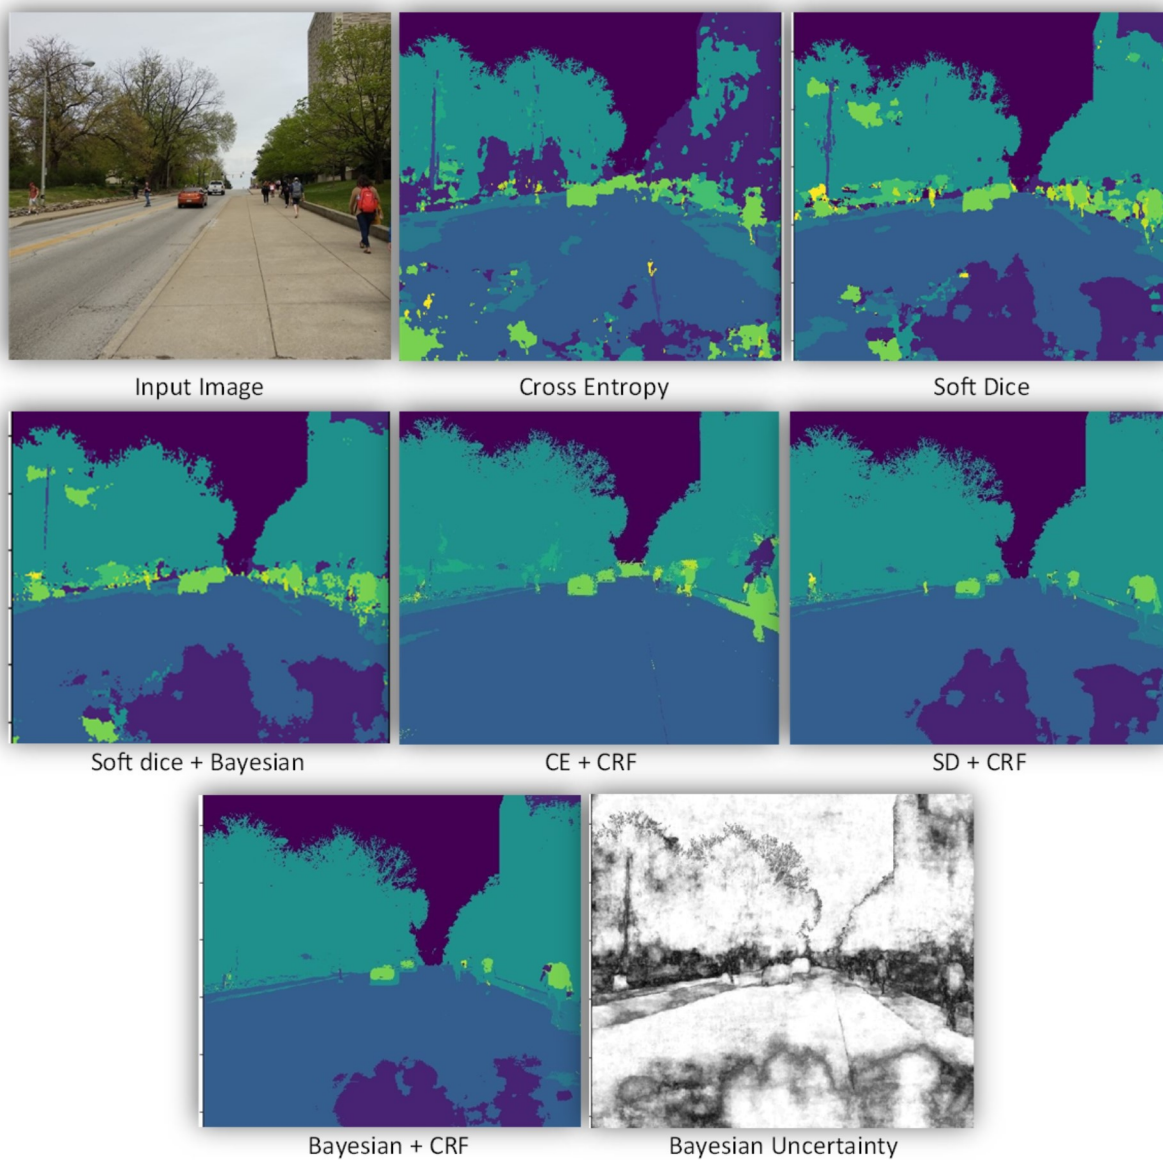 Input Image
Cross Entropy
Soft Dice
Soft dice + Bayesian
CE + CRF
SD + CRF
Bayesian + CRF
Bayesian Uncertainty